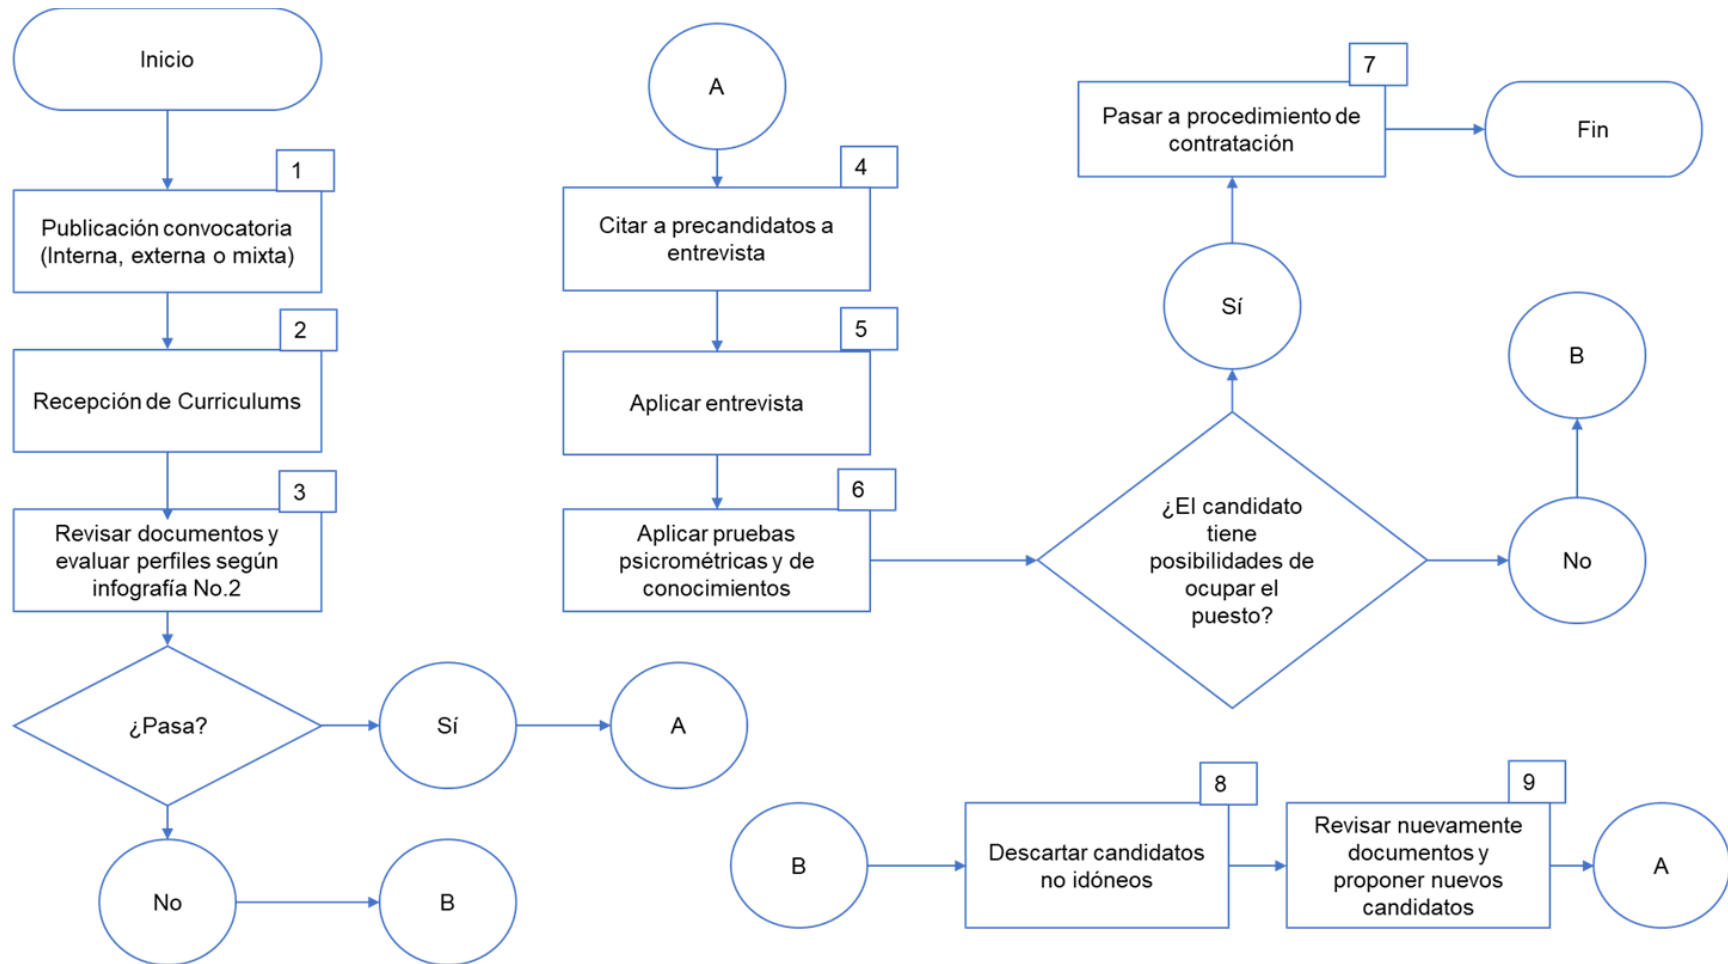 Inicio
1
Publicación convocatoria
(Interna, externa o mixta)
2
Recepción de Curriculums
3
Revisar documentos y
evaluar perfiles según
infografía No.2
¿Pasa?
Sí
A
No
B
A
4
Citar a precandidatos a
entrevista
5
Aplicar entrevista
6
Aplicar pruebas
psicrométricas y de
conocimientos
¿El candidato
tiene
posibilidades de
ocupar el
puesto?
Sí
7
Pasar a procedimiento de
contratación
Fin
No
B
B
8
Descartar candidatos
no idóneos
9
Revisar nuevamente
documentos y
proponer nuevos
candidatos
A